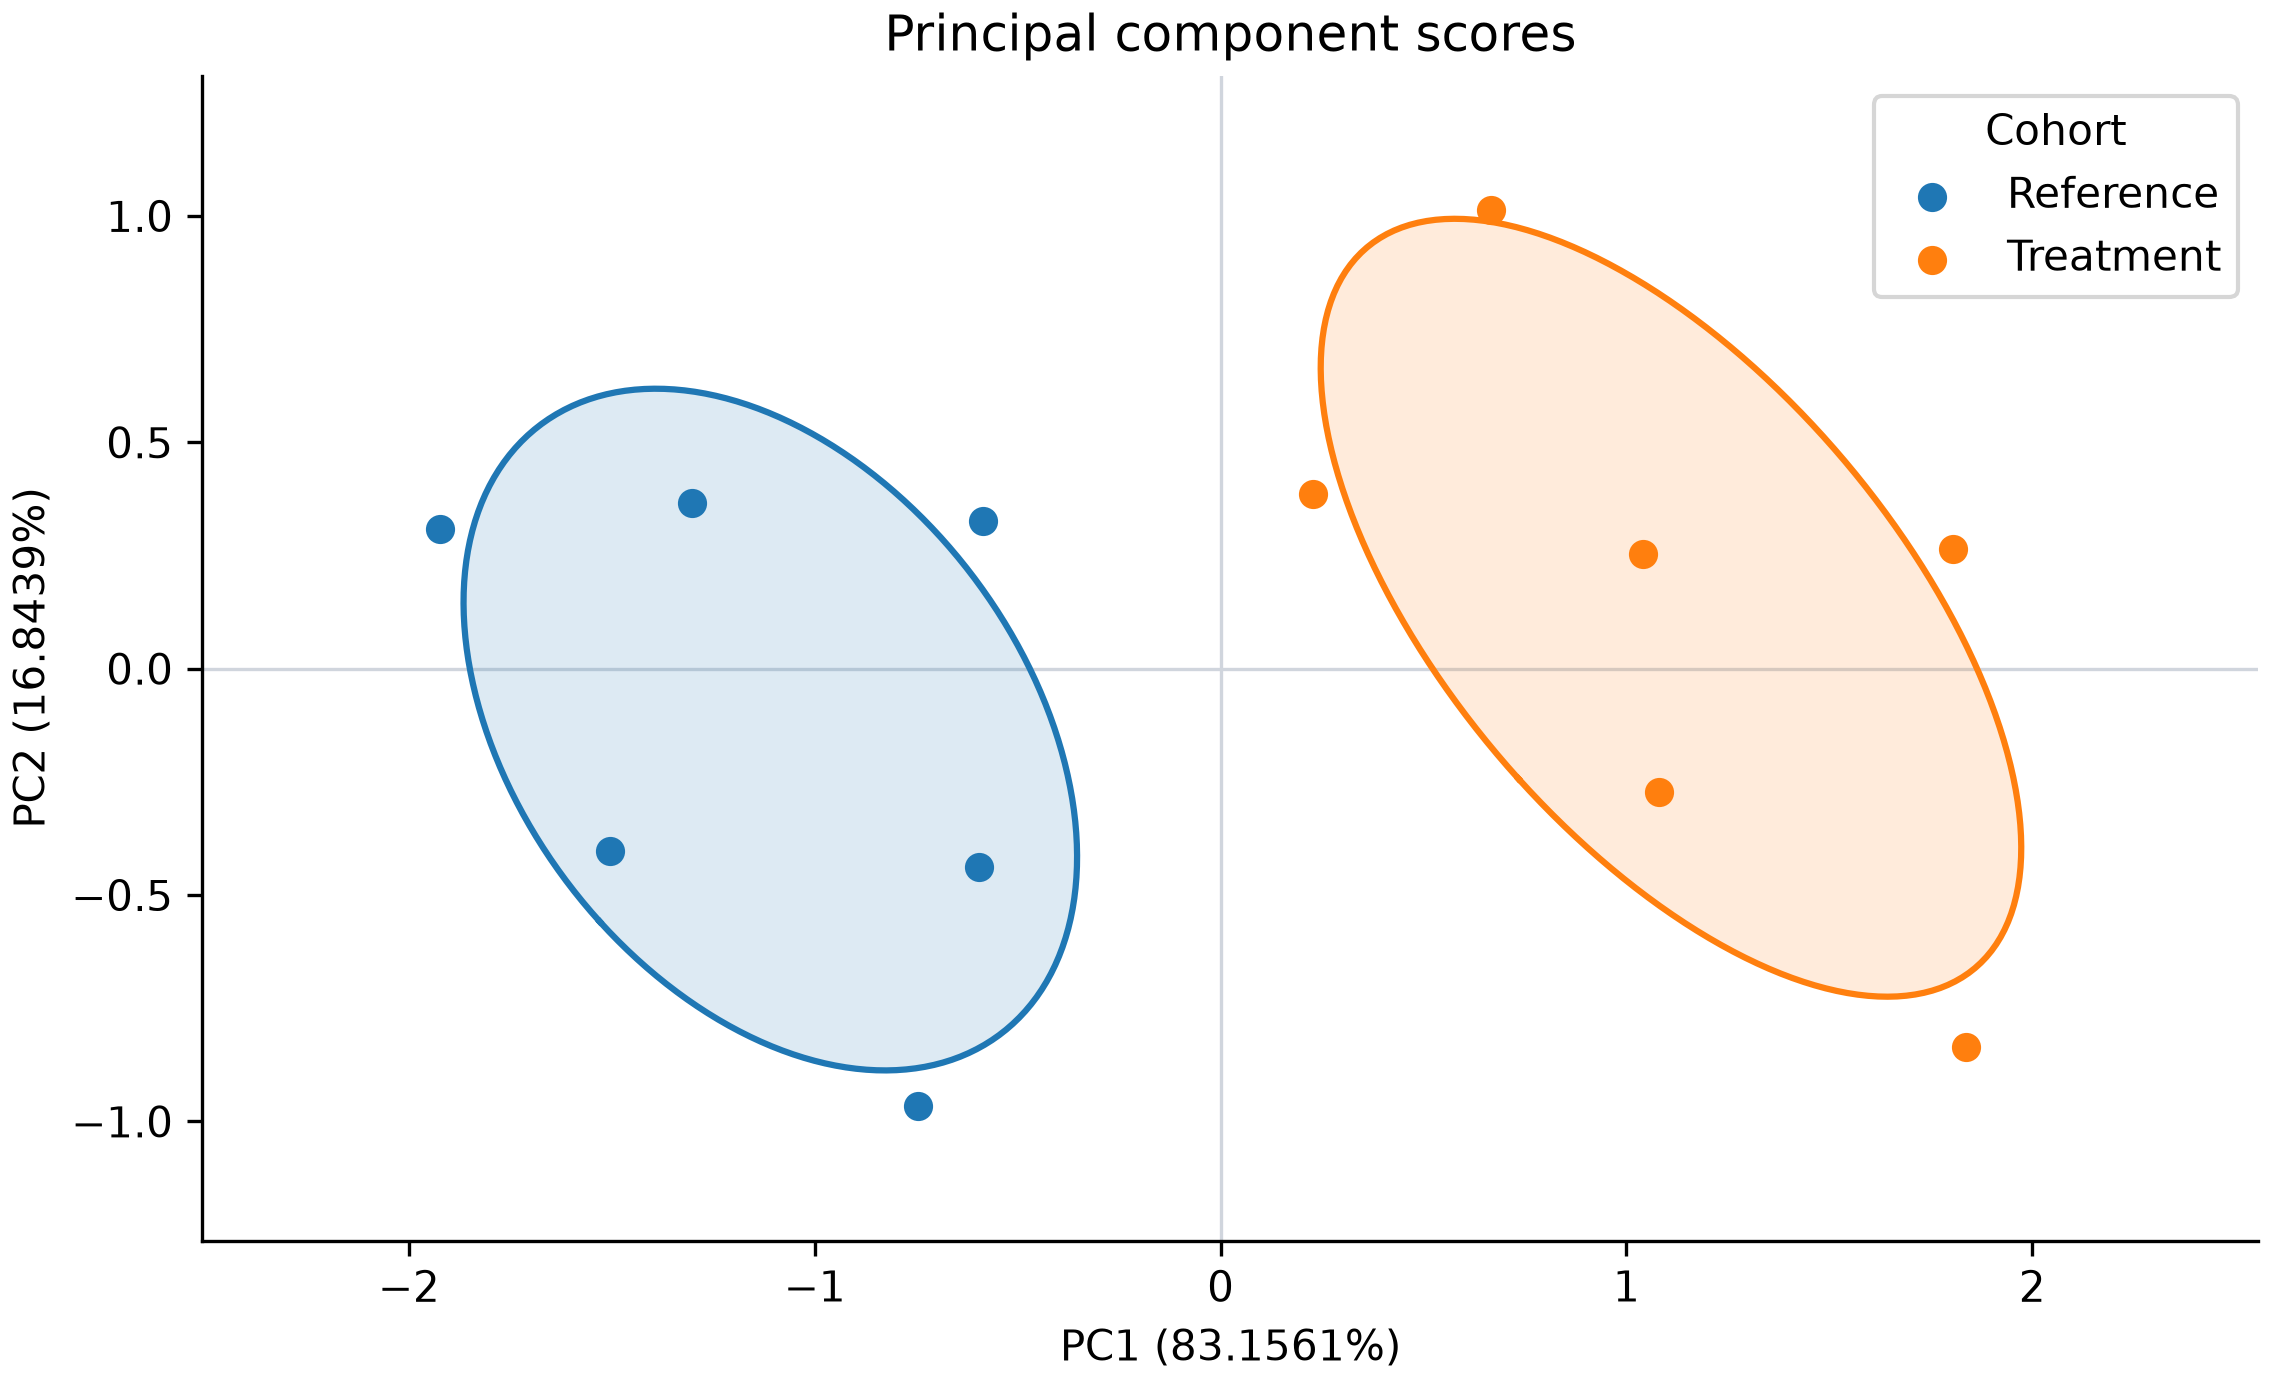 Principal component scores
Cohort
Reference
Treatment
1.0
0.5
0.0
−0.5
−1.0
PC2 (16.8439%)
−2
−1
0
1
2
PC1 (83.1561%)